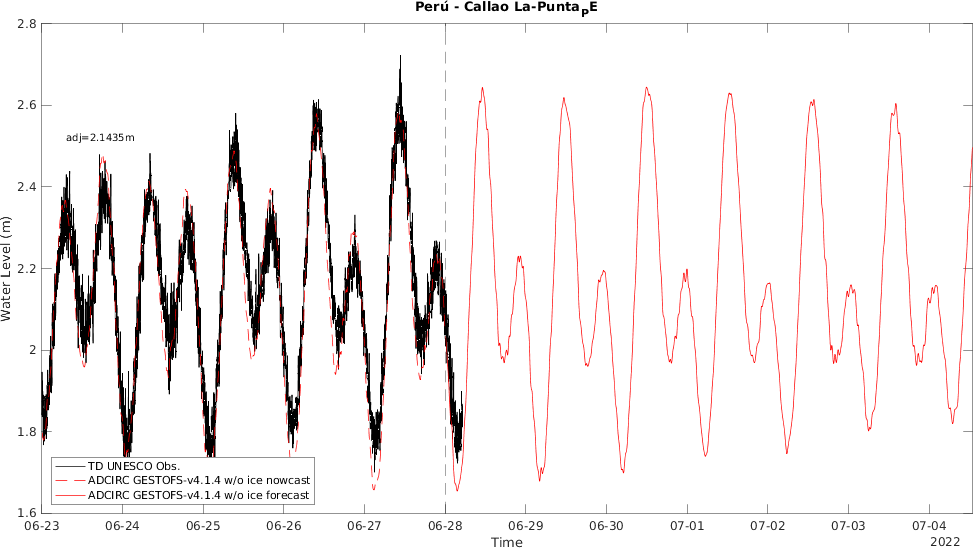 Perú - Callao La-PuntaPE
2.8
2.6
adj=2.1435m
2.4
2.2
Water Level (m)
2
1.8
TD UNESCO Obs.
ADCIRC GESTOFS-v4.1.4 w/o ice nowcast
ADCIRC GESTOFS-v4.1.4 w/o ice forecast
1.6
06-23 06-24 06-25 06-26 06-27 06-28 06-29 06-30 07-01 07-02 07-03 07-04
Time
2022